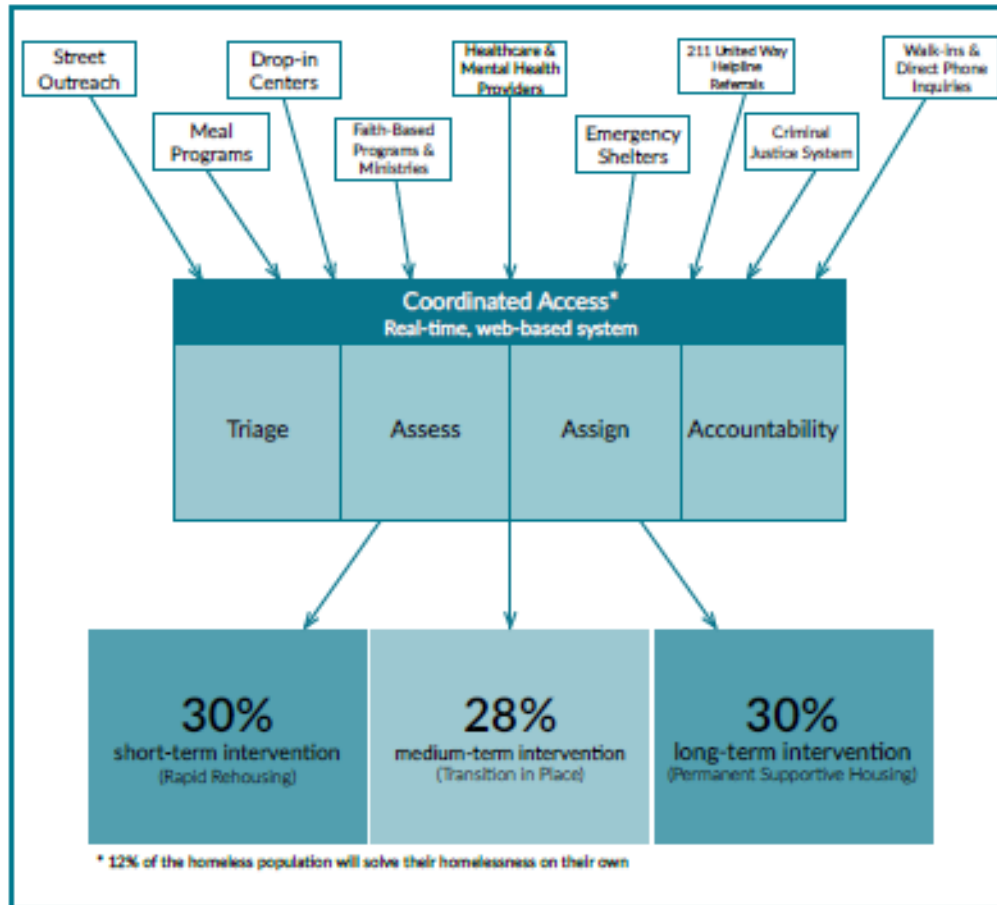 Street
Outreach
Drop-in
Centers
Healthcare &
Mental Health
Providers
211 United Way
Helpline
Referrals
Walk-ins &
Direct Phone
Inquiries
Meal
Programs
Faith-Based
Programs &
Ministries
Emergency
Shelters
Criminal
Justice System
Coordinated Access*
Real-time, web-based system
Triage
Assess
Assign
Accountability
30%
short-term intervention
(Rapid Rehousing)
28%
medium-term intervention
(Transition in Place)
30%
long-term intervention
(Permanent Supportive Housing)
* 12% of the homeless population will solve their homelessness on their own